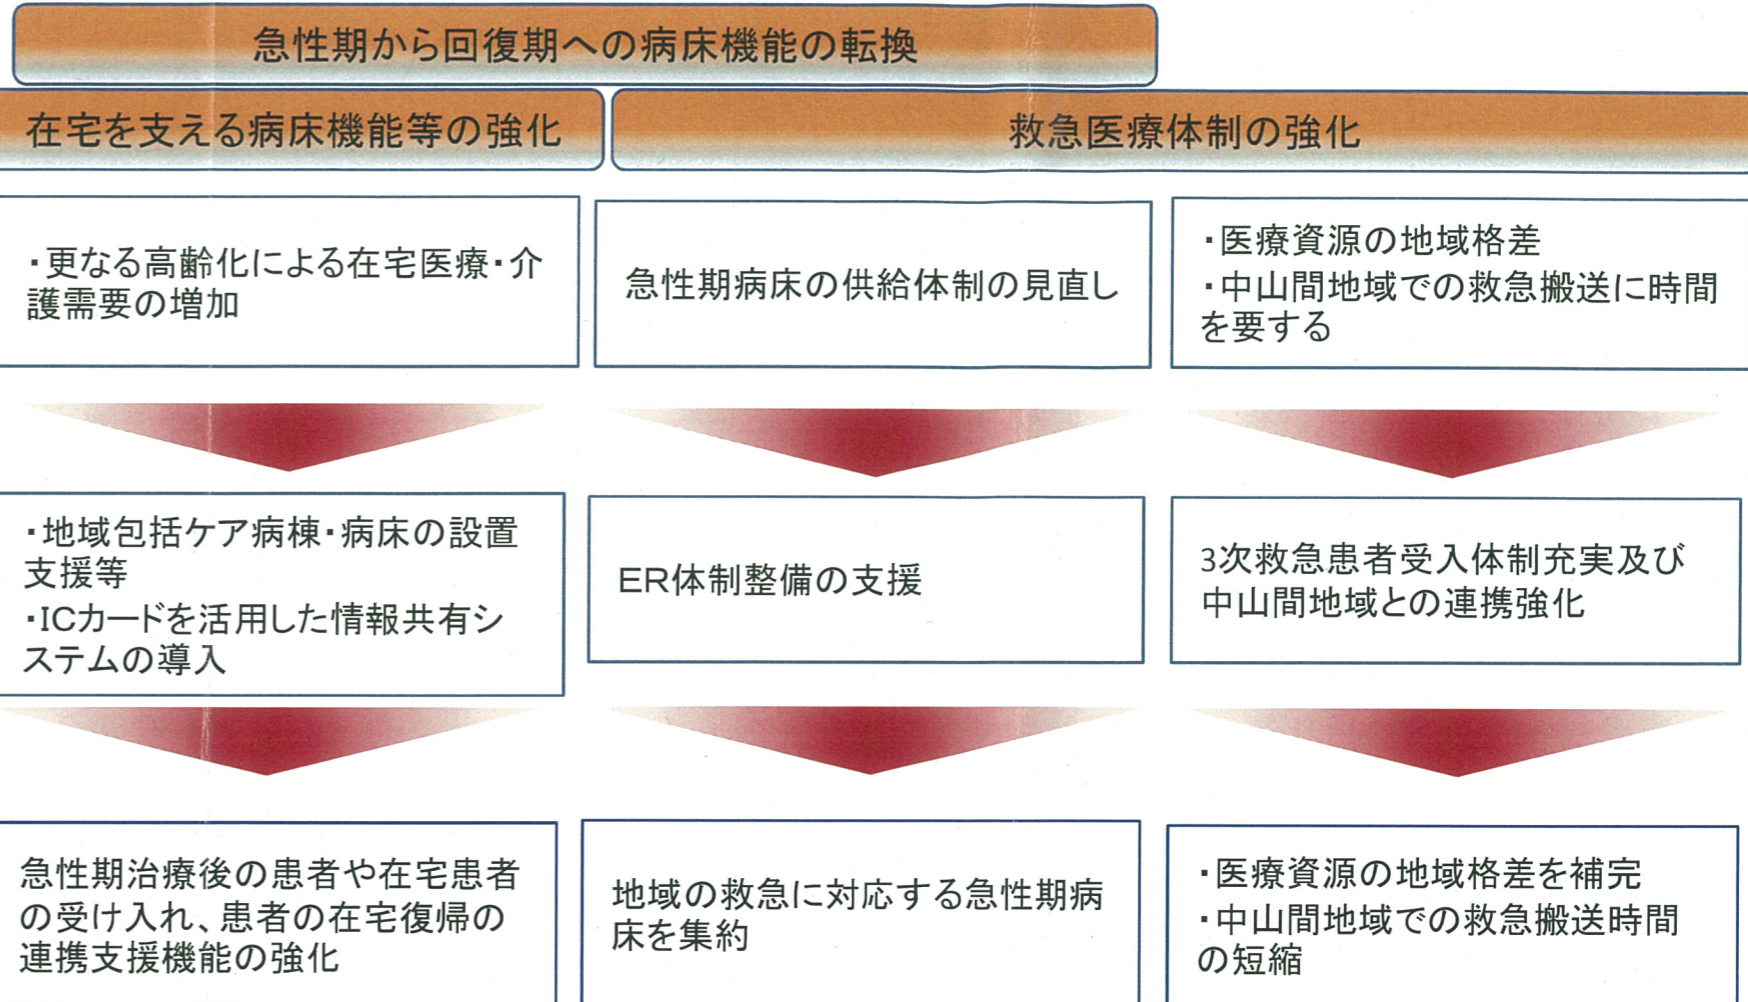 急性期から回復期への病床機能の転換
在宅を支える病床機能等の強化
救急医療体制の強化
・更なる高齢化による在宅医療・介
護需要の増加
急性期病床の供給体制の見直し
・医療資源の地域格差
・中山間地域での救急搬送に時間
を要する
・地域包括ケア病棟・病床の設置
支援等
・ICカードを活用した情報共有シ
ステムの導入
ER体制整備の支援
3次救急患者受入体制充実及び
中山間地域との連携強化
急性期治療後の患者や在宅患者
の受け入れ、患者の在宅復帰の
連携支援機能の強化
地域の救急に対応する急性期病
床を集約
・医療資源の地域格差を補完
・中山間地域での救急搬送時間
の短縮